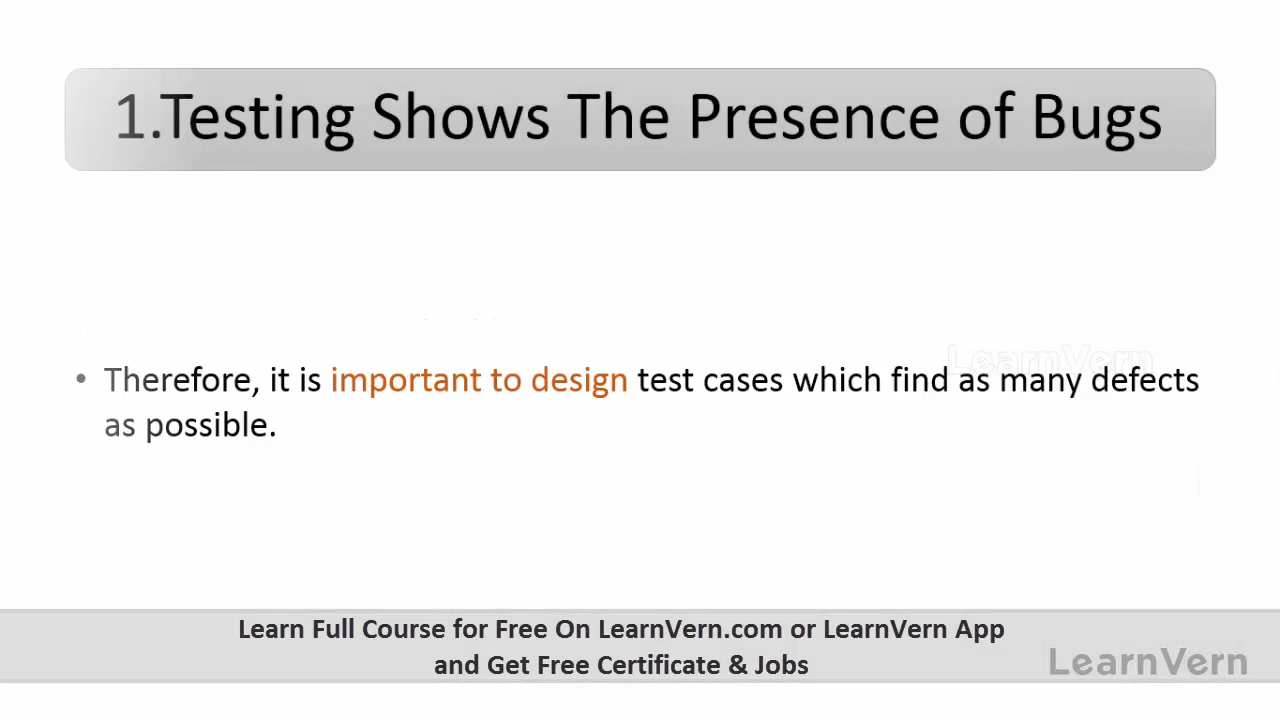 1.Testing Shows The Presence of Bugs
LearnVern
• Therefore, it is important to design test cases which find as many defects
as possible.
Learn Full Course for Free On LearnVern.com or LearnVern App
and Get Free Certificate & Jobs
LearnVern